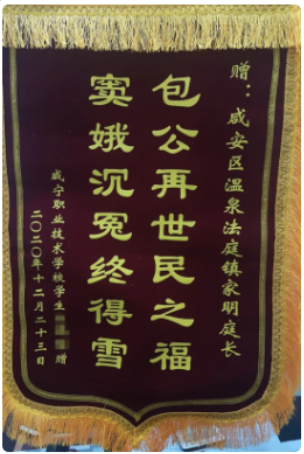 赠：咸安区温泉法庭镇家明庭长
包公再世民之福
窦娥沉冤终得雪
咸宁职业技术学校学生 赠
二〇二〇年十二月二十三日